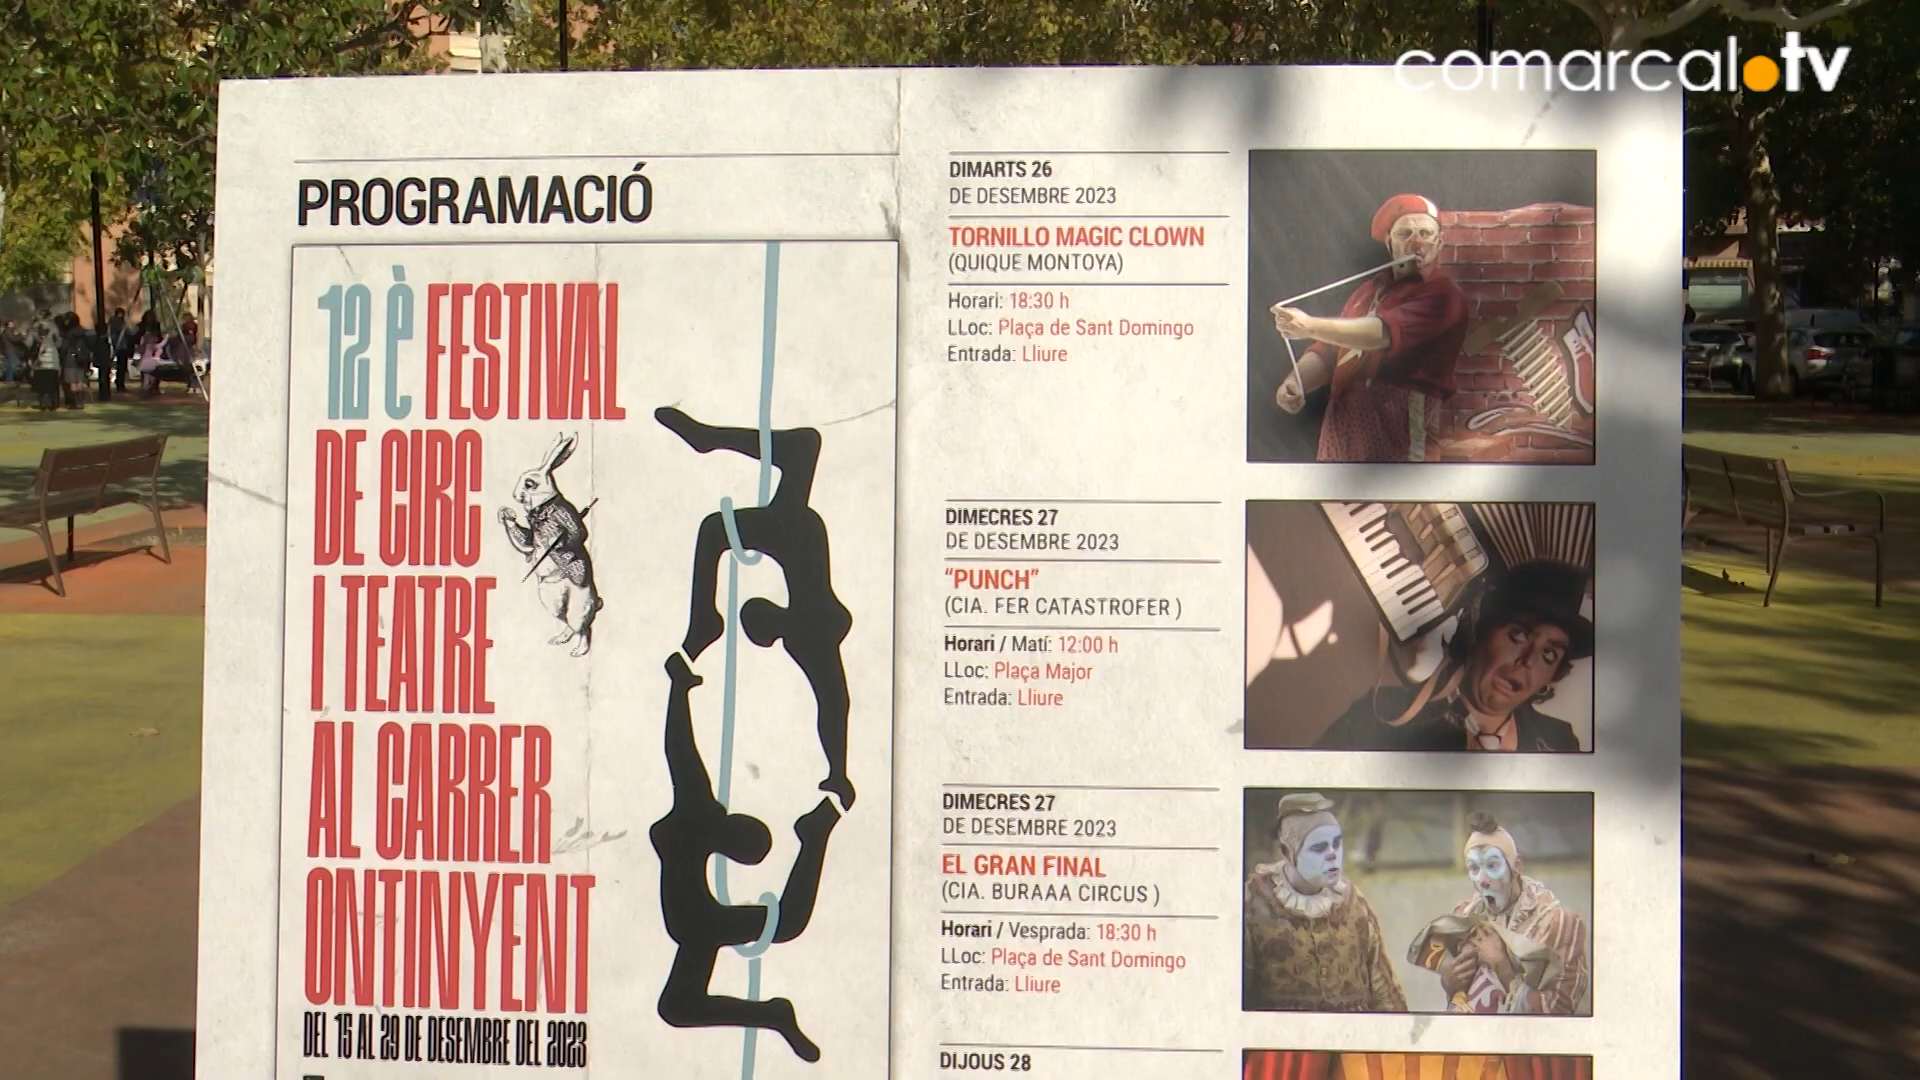 comarcal.tv
PROGRAMACIÓ
12è FESTIVAL
DE CIRC
I TEATRE
AL CARRER
ONTINYENT
DEL 15 AL 29 DE DESEMBRE DEL 2023
DIMARTS 26
DE DESEMBRE 2023
TORNILLO MAGIC CLOWN
(QUIQUE MONTOYA)
Horari: 18:30 h
LLoc: Plaça de Sant Domingo
Entrada: Lliure
DIMECRES 27
DE DESEMBRE 2023
“PUNCH”
(CIA. FER CATASTROFER )
Horari / Matí: 12:00 h
LLoc: Plaça Major
Entrada: Lliure
DIMECRES 27
DE DESEMBRE 2023
EL GRAN FINAL
(CIA. BURAAA CIRCUS )
Horari / Vesprada: 18:30 h
LLoc: Plaça de Sant Domingo
Entrada: Lliure
DIJOUS 28